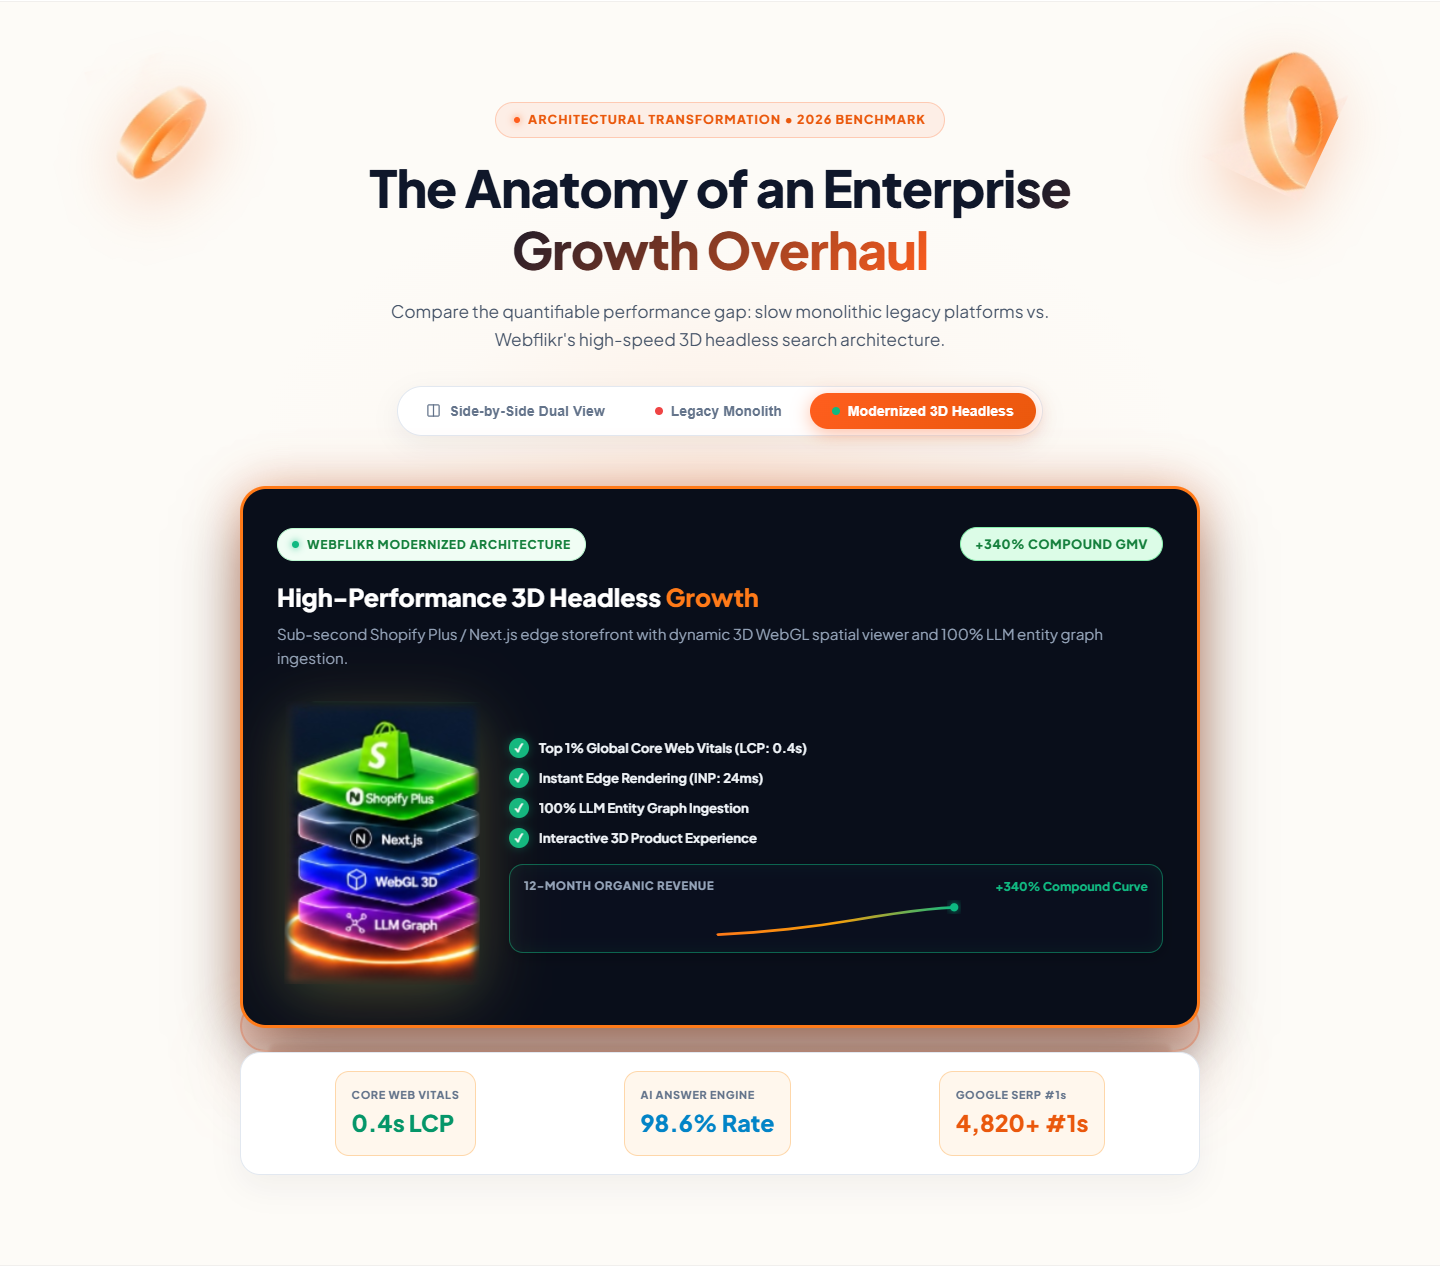 ARCHITECTURAL TRANSFORMATION ● 2026 BENCHMARK
The Anatomy of an Enterprise
Growth Overhaul
Compare the quantifiable performance gap: slow monolithic legacy platforms vs.
Webflikr's high-speed 3D headless search architecture.
Side-by-Side Dual View
Legacy Monolith
Modernized 3D Headless
WEBFLIKR MODERNIZED ARCHITECTURE
+340% COMPOUND GMV
High-Performance 3D Headless Growth
Sub-second Shopify Plus / Next.js edge storefront with dynamic 3D WebGL spatial viewer and 100% LLM entity graph
ingestion.
S
N Shopify Plus
N Next.js
WebGL 3D
LLM Graph
✓ Top 1% Global Core Web Vitals (LCP: 0.4s)
✓ Instant Edge Rendering (INP: 24ms)
✓ 100% LLM Entity Graph Ingestion
✓ Interactive 3D Product Experience
12-MONTH ORGANIC REVENUE
+340% Compound Curve
CORE WEB VITALS
0.4s LCP
AI ANSWER ENGINE
98.6% Rate
GOOGLE SERP #1s
4,820+ #1s